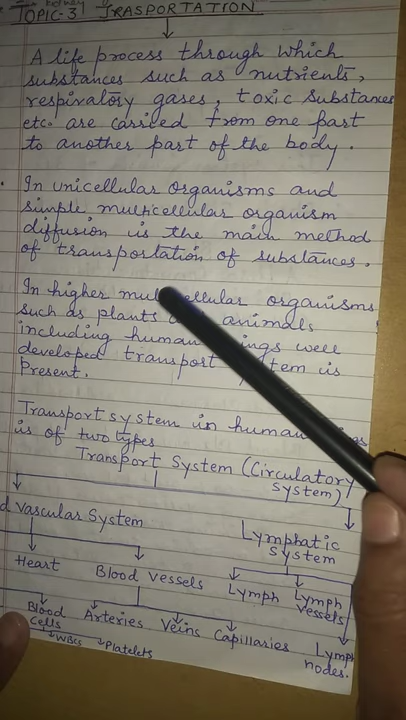 kidney
TOPIC-3! TRASPORTATION
A life process through which
substances such as nutrients,
respiratory gases, toxic substances
etc. are carried from one part
to another part of the body.
In unicellular organisms and
simple multicellular organism
diffusion is the main method
of transportation of substances.
In higher multicellular organisms
such as plants animals
including human well
developed transport is
Present.
Transport system in human
is of two types
Transport System (Circulatory
System)
Vascular System
Lymphatic
system
Heart
Blood Vessels
Lymph
Lymph
vessels
Blood
Cells
Arteries
Veins
Capillaries
Lymph
nodes.
WBCs
Platelets